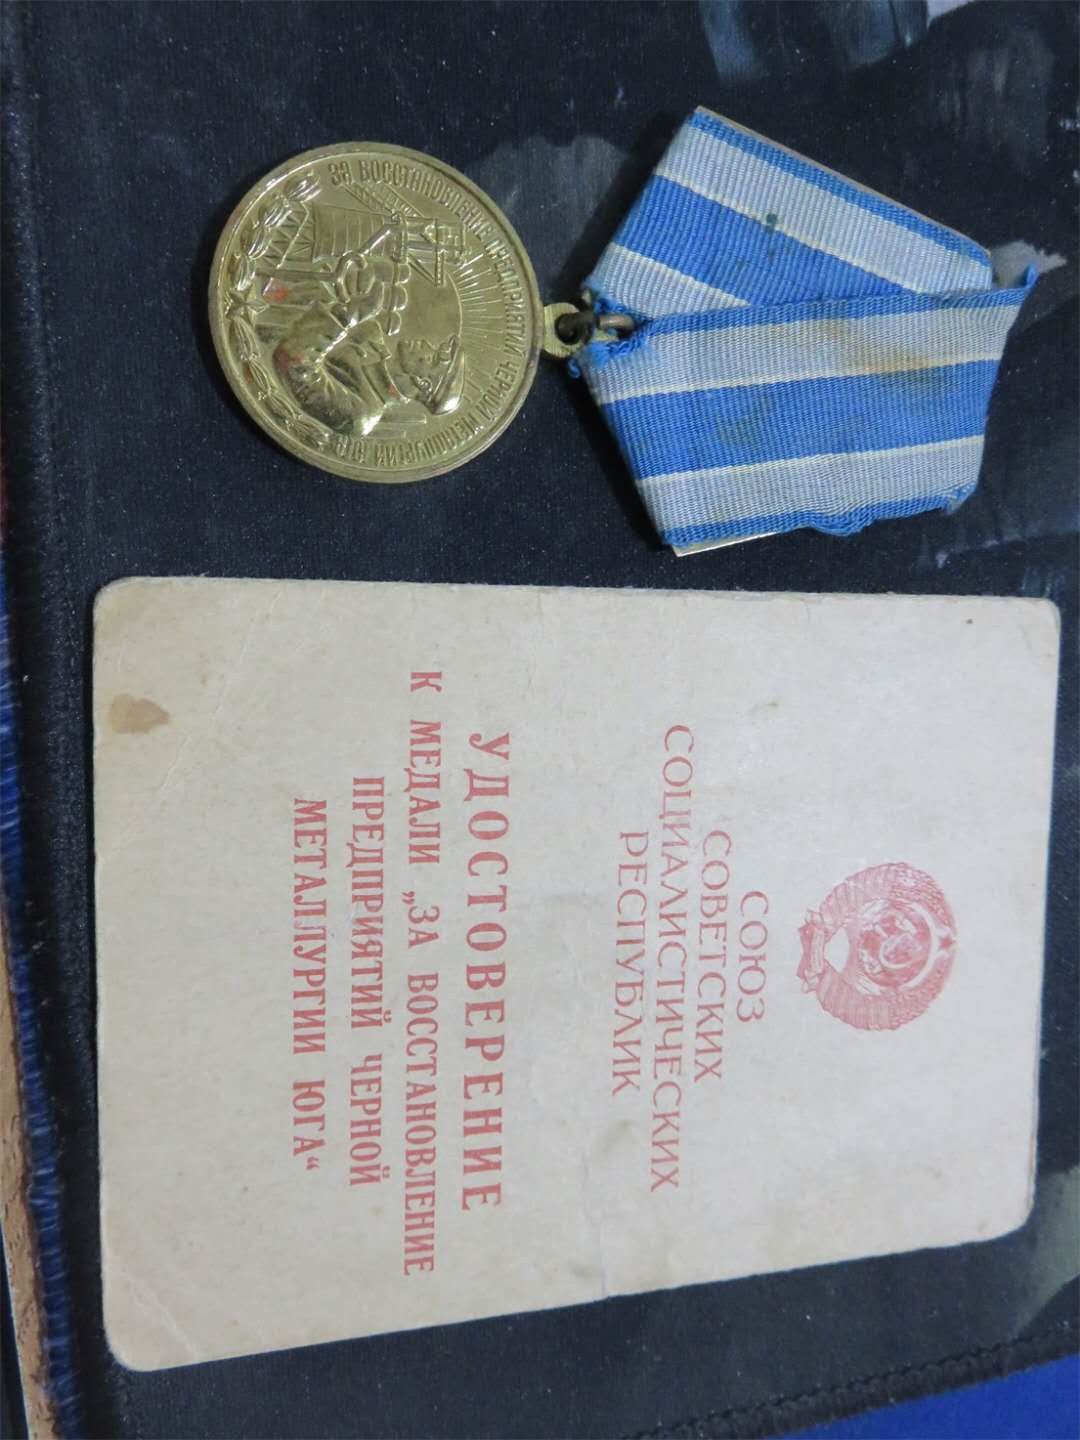 ЗА ВОССТАНОВЛЕНИЕ ПРЕДПРИЯТИЙ ЧЕРНОЙ МЕТАЛЛУРГИИ ЮГА
СОЮЗ
СОВЕТСКИХ
СОЦИАЛИСТИЧЕСКИХ
РЕСПУБЛИК
УДОСТОВЕРЕНИЕ
К МЕДАЛИ „ЗА ВОССТАНОВЛЕНИЕ
ПРЕДПРИЯТИЙ ЧЕРНОЙ
МЕТАЛЛУРГИИ ЮГА“